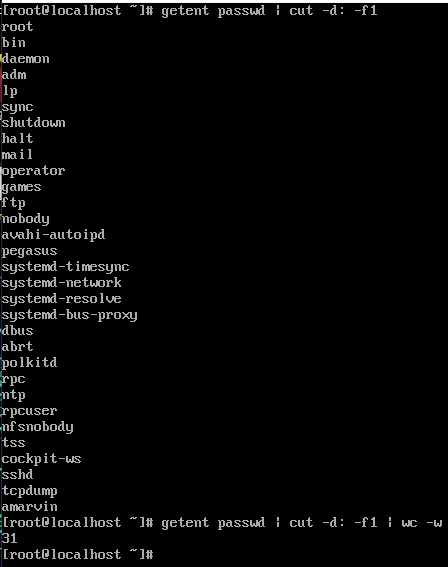 [root@localhost ~]# getent passwd | cut -d: -f1
root
bin
daemon
adm
lp
sync
shutdown
halt
mail
operator
games
ftp
nobody
avahi-autoipd
pegasus
systemd-timesync
systemd-network
systemd-resolve
systemd-bus-proxy
dbus
abrt
polkitd
rpc
ntp
rpcuser
nfsnobody
tss
cockpit-ws
sshd
tcpdump
amarvin
[root@localhost ~]# getent passwd | cut -d: -f1 | wc -w
31
[root@localhost ~]#